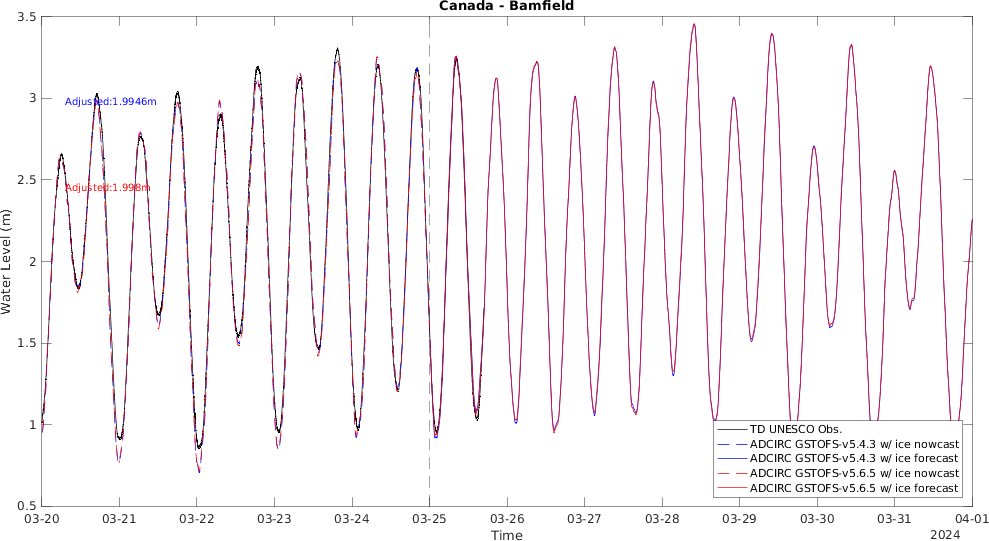 Canada - Bamfield
3.5
3
2.5
2
1.5
1
0.5
Water Level (m)
Adjusted:1.9946m
Adjusted:1.998m
TD UNESCO Obs.
ADCIRC GSTOFS-v5.4.3 w/ ice nowcast
ADCIRC GSTOFS-v5.4.3 w/ ice forecast
ADCIRC GSTOFS-v5.6.5 w/ ice nowcast
ADCIRC GSTOFS-v5.6.5 w/ ice forecast
03-20 03-21 03-22 03-23 03-24 03-25 03-26 03-27 03-28 03-29 03-30 03-31 04-01
Time
2024